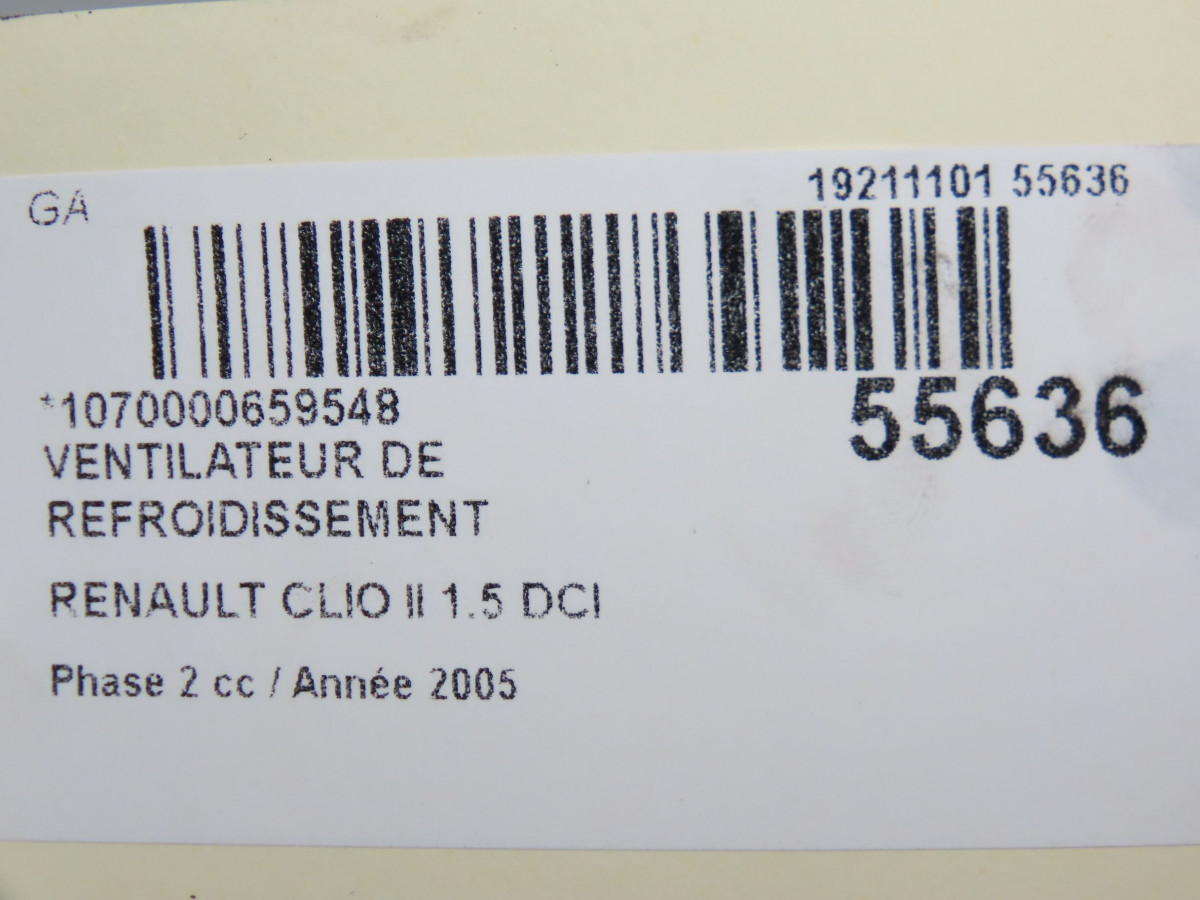 GA
19211101 55636
*1070000659548
55636
VENTILATEUR DE
REFROIDISSEMENT
RENAULT CLIO II 1.5 DCI
Phase 2 cc / Année 2005